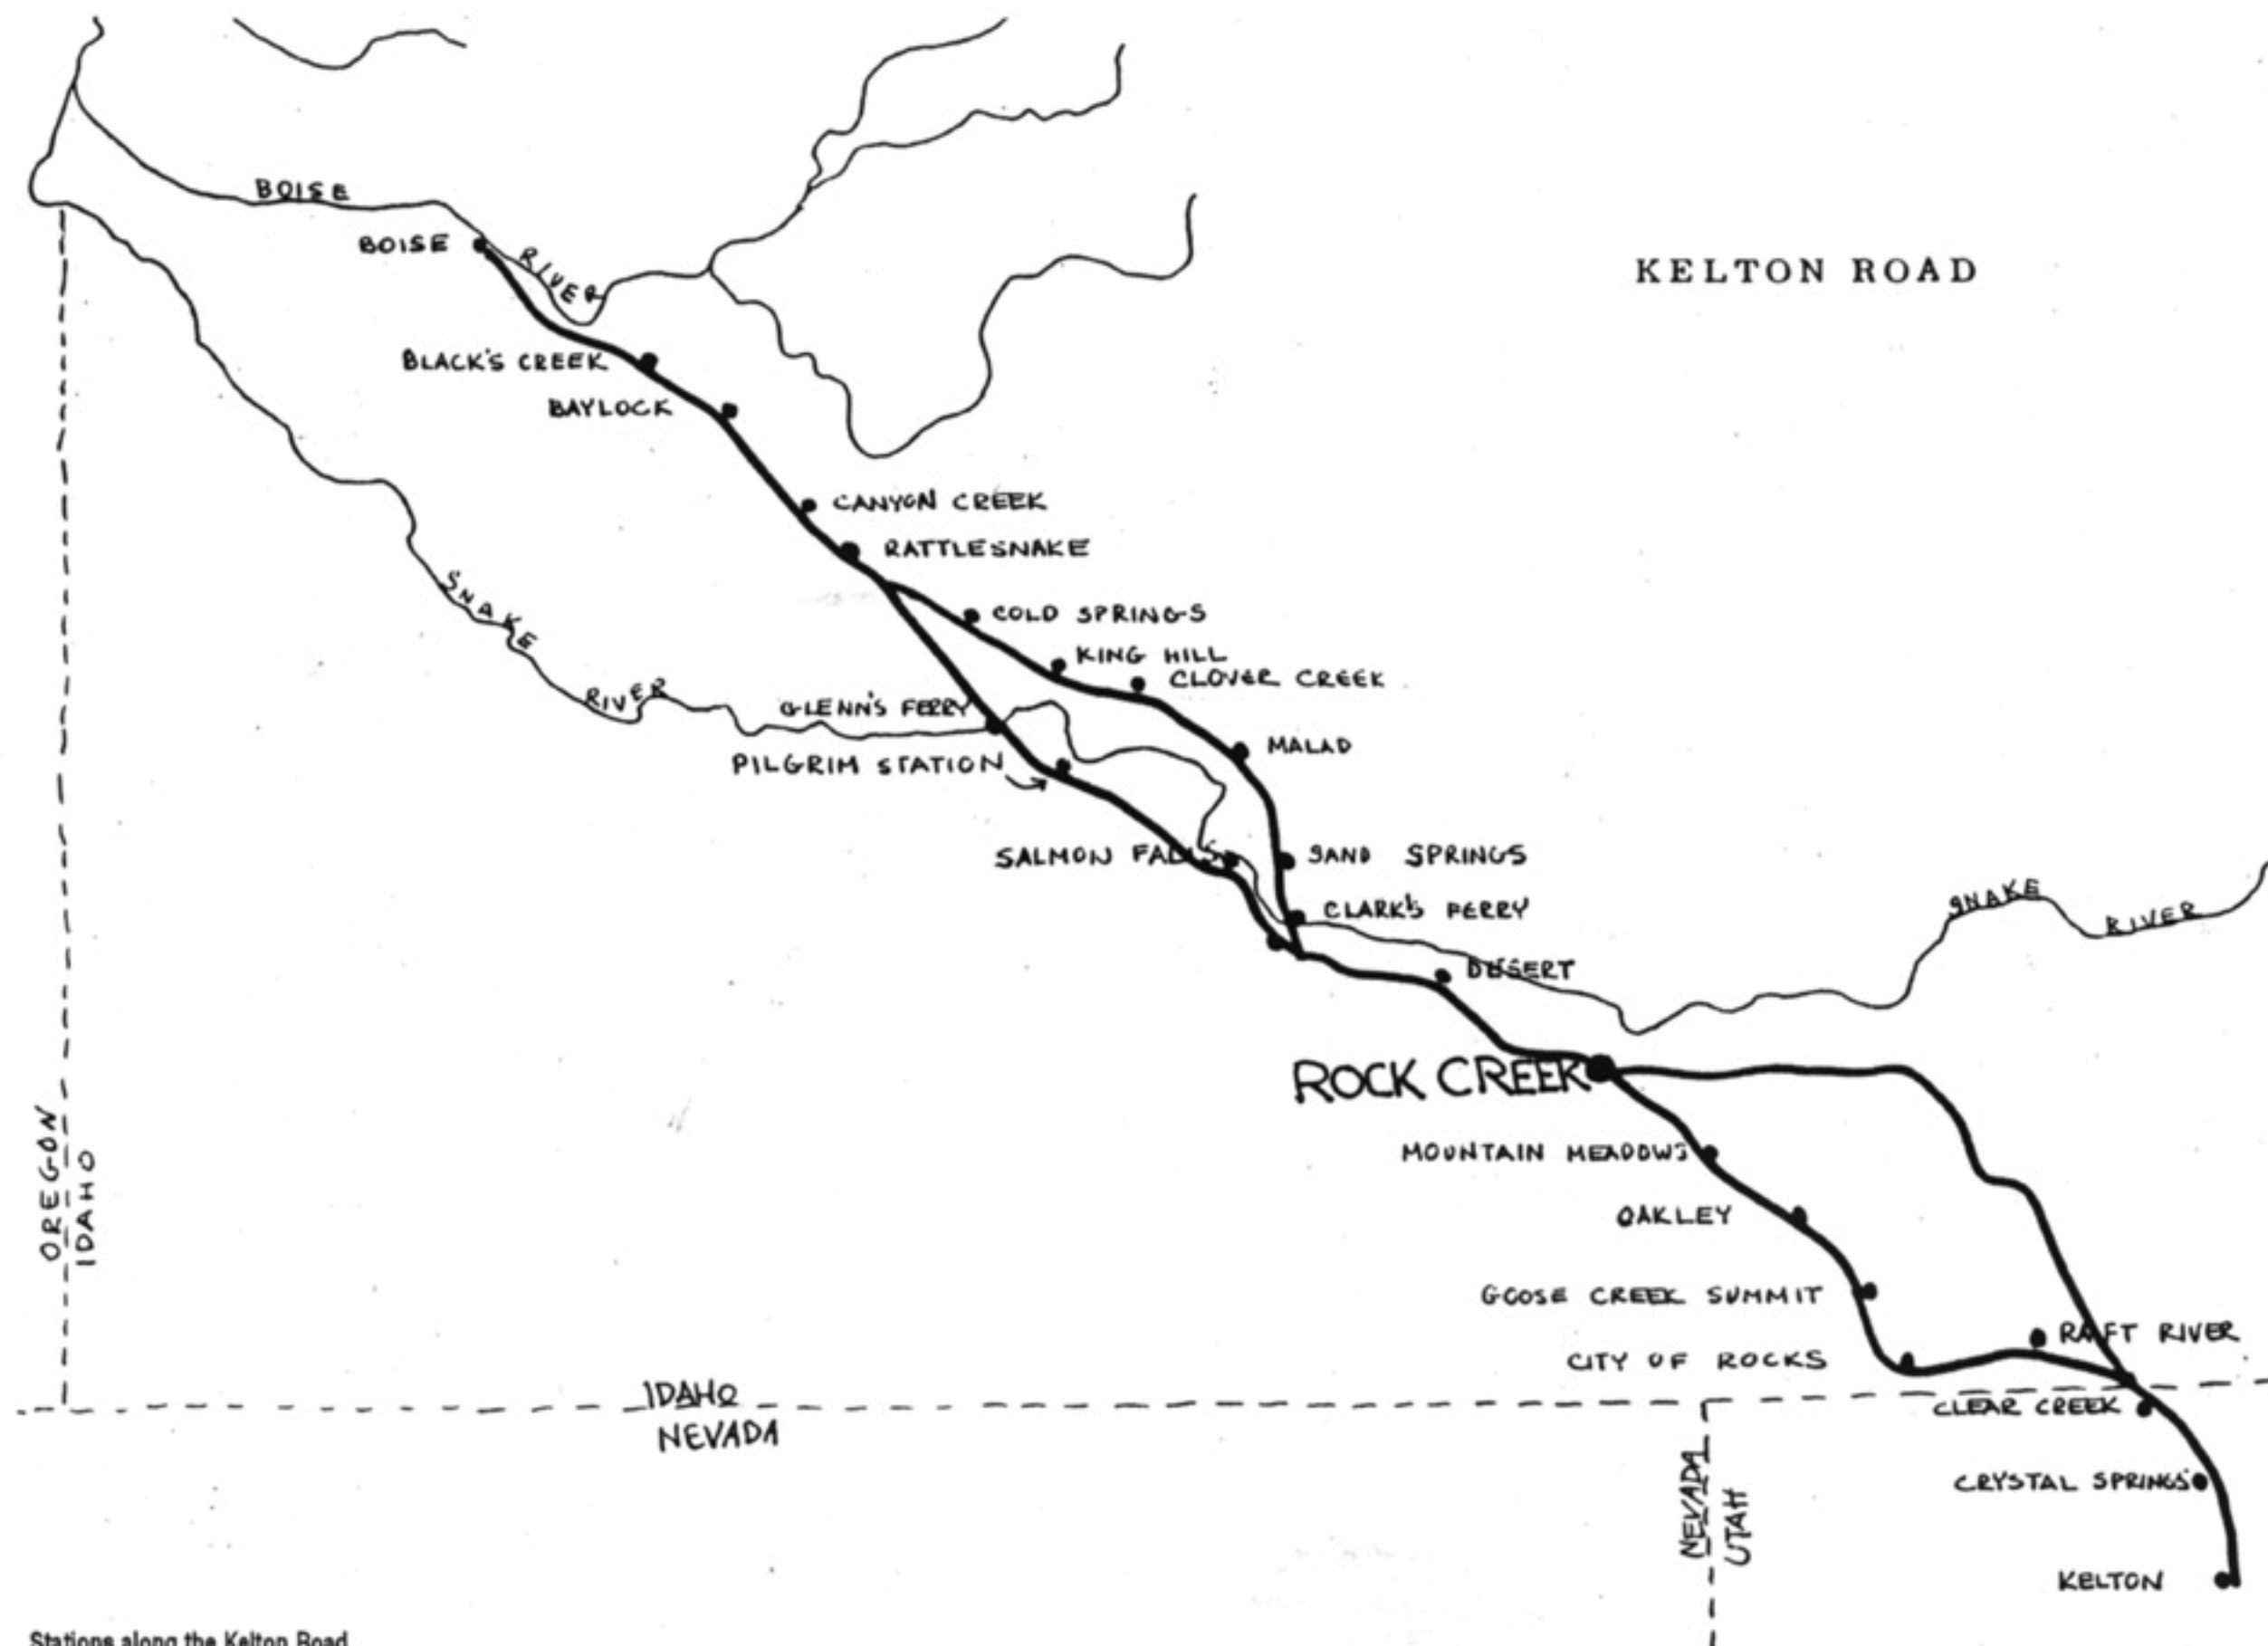 BOISE
BOISE
RIVER
KELTON ROAD
BLACK'S CREEK
BAYLOCK
CANYON CREEK
RATTLESNAKE
SNAKE
COLD SPRINGS
KING HILL
CLOVER CREEK
RIVER
GLENN'S FERRY
MALAD
PILGRIM STATION
SALMON FALLS
SAND SPRINGS
SNAKE
RIVER
CLARK'S FERRY
DESERT
ROCK CREEK
OREGON
IDAHO
MOUNTAIN MEADOWS
OAKLEY
GOOSE CREEK SUMMIT
RAFT RIVER
CITY OF ROCKS
IDAHO
NEVADA
CLEAR CREEK
NEVADA
UTAH
CRYSTAL SPRINGS
KELTON
Stations along the Kelton Road